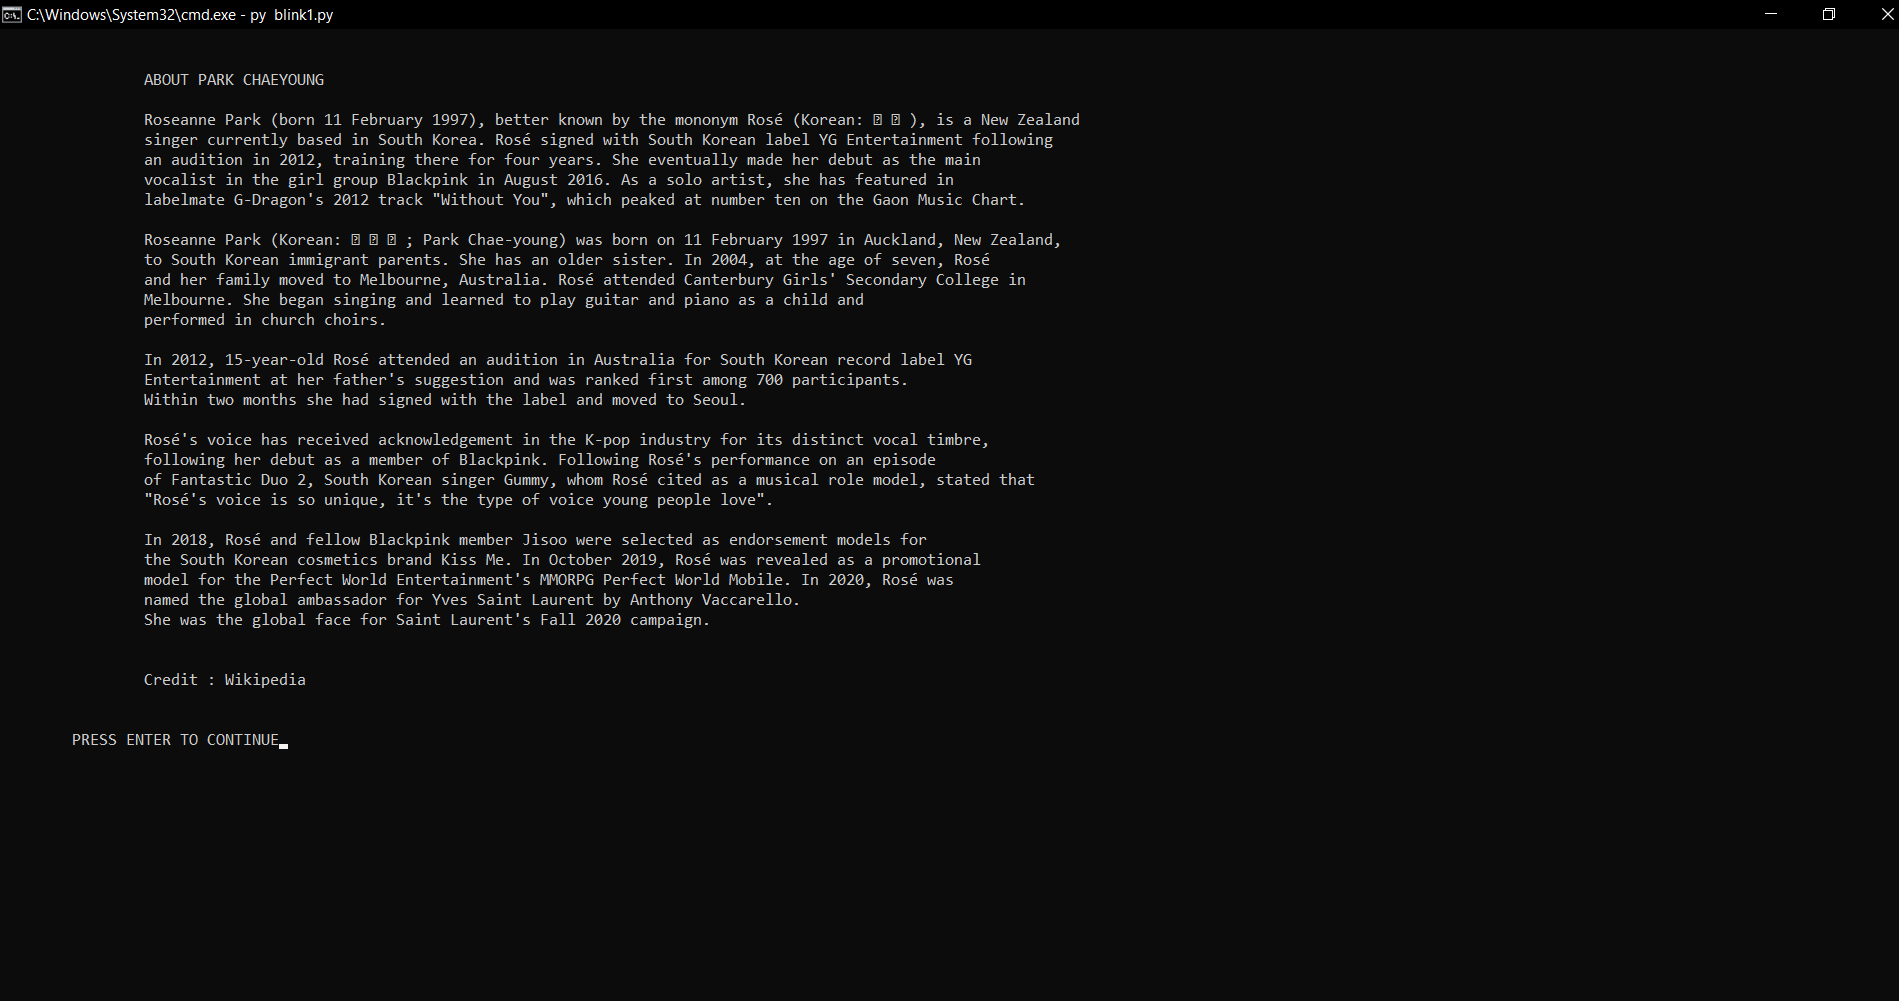 C:\Windows\System32\cmd.exe - py blink1.py
ABOUT PARK CHAEYOUNG
Roseanne Park (born 11 February 1997), better known by the mononym Rosé (Korean: ), is a New Zealand
singer currently based in South Korea. Rosé signed with South Korean label YG Entertainment following
an audition in 2012, training there for four years. She eventually made her debut as the main
vocalist in the girl group Blackpink in August 2016. As a solo artist, she has featured in
labelmate G-Dragon's 2012 track "Without You", which peaked at number ten on the Gaon Music Chart.
Roseanne Park (Korean: ; Park Chae-young) was born on 11 February 1997 in Auckland, New Zealand,
to South Korean immigrant parents. She has an older sister. In 2004, at the age of seven, Rosé
and her family moved to Melbourne, Australia. Rosé attended Canterbury Girls' Secondary College in
Melbourne. She began singing and learned to play guitar and piano as a child and
performed in church choirs.
In 2012, 15-year-old Rosé attended an audition in Australia for South Korean record label YG
Entertainment at her father's suggestion and was ranked first among 700 participants.
Within two months she had signed with the label and moved to Seoul.
Rosé's voice has received acknowledgement in the K-pop industry for its distinct vocal timbre,
following her debut as a member of Blackpink. Following Rosé's performance on an episode
of Fantastic Duo 2, South Korean singer Gummy, whom Rosé cited as a musical role model, stated that
"Rosé's voice is so unique, it's the type of voice young people love".
In 2018, Rosé and fellow Blackpink member Jisoo were selected as endorsement models for
the South Korean cosmetics brand Kiss Me. In October 2019, Rosé was revealed as a promotional
model for the Perfect World Entertainment's MMORPG Perfect World Mobile. In 2020, Rosé was
named the global ambassador for Yves Saint Laurent by Anthony Vaccarello.
She was the global face for Saint Laurent's Fall 2020 campaign.
Credit : Wikipedia
PRESS ENTER TO CONTINUE